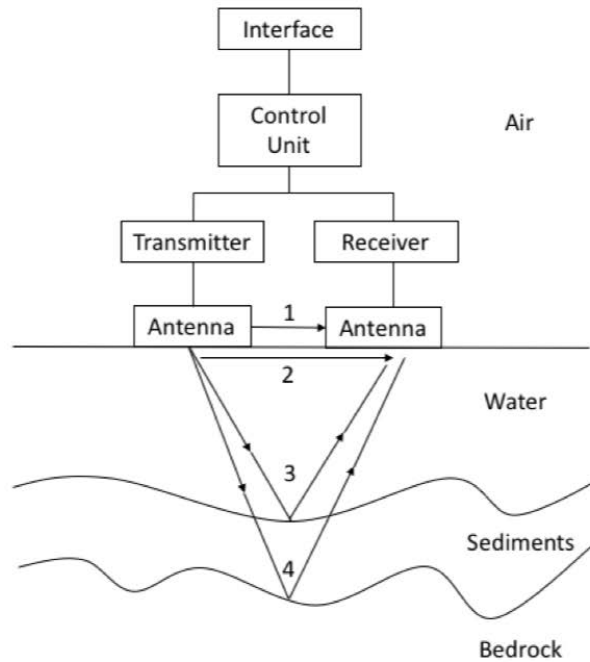 Interface
Control
Unit
Air
Transmitter
Receiver
1
Antenna
Antenna
2
Water
3
Sediments
4
Bedrock